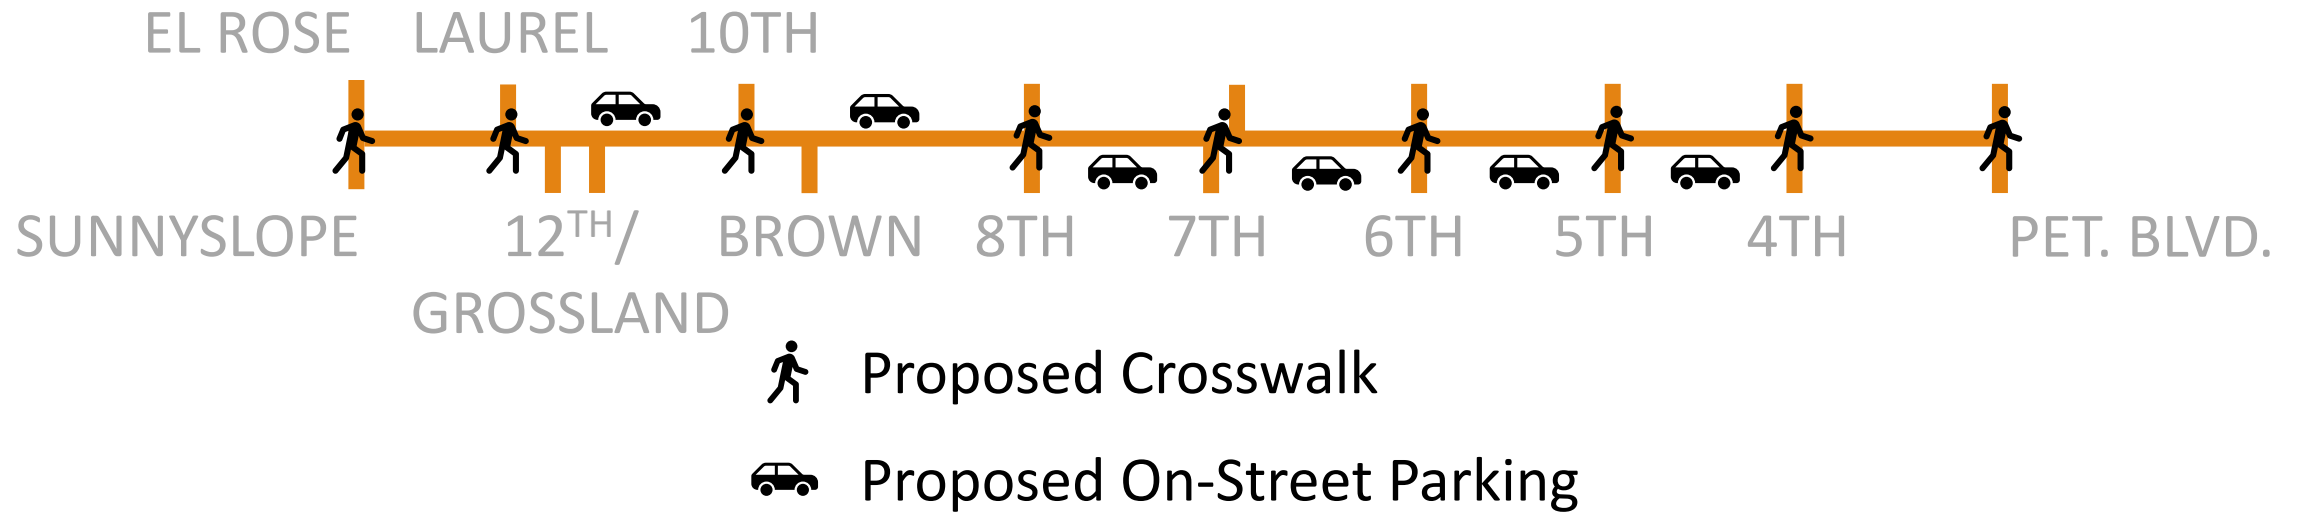 EL ROSE LAUREL 10TH
SUNNYSLOPE 12TH/ BROWN 8TH 7TH 6TH 5TH 4TH PET. BLVD.
GROSSLAND
Proposed Crosswalk
Proposed On-Street Parking